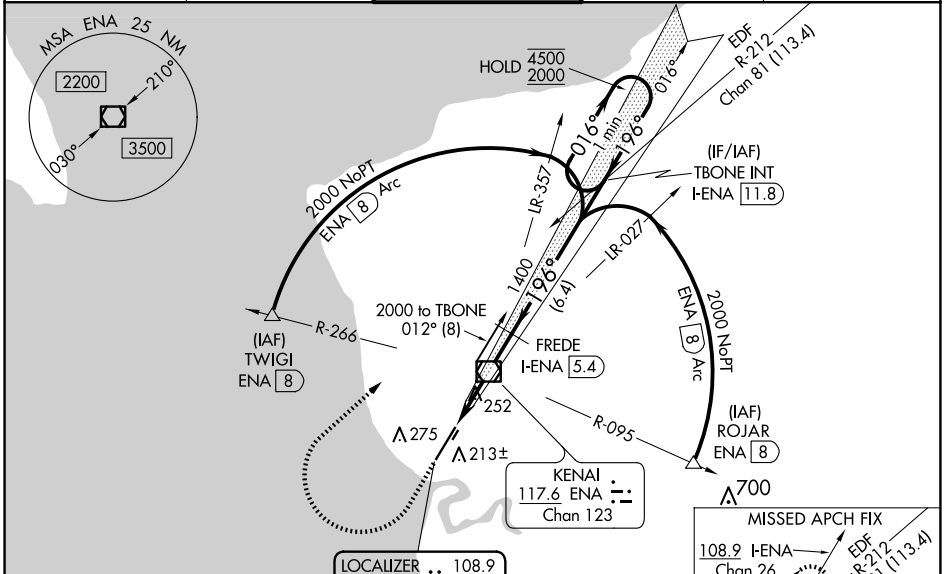 MSA ENA 25 NM
2200
210°
030°
3500
HOLD 4500
2000
016°
1 min
196°
016°
EDF
R-212
Chan 81 (113.4)
(IF/IAF)
TBONE INT
I-ENA 11.8
2000 NoPT
ENA 8 Arc
LR-357
LR-027
1400
196°
(6.4)
2000 to TBONE
012° (8)
FREDE
I-ENA 5.4
2000 NoPT
ENA 8 Arc
R-266
(IAF)
TWIGI
ENA 8
252
275
213±
R-095
(IAF)
ROJAR
ENA 8
700
KENAI
117.6 ENA
Chan 123
LOCALIZER 108.9
MISSED APCH FIX
108.9 I-ENA
Chan 26
EDF
R-212
(113.4)